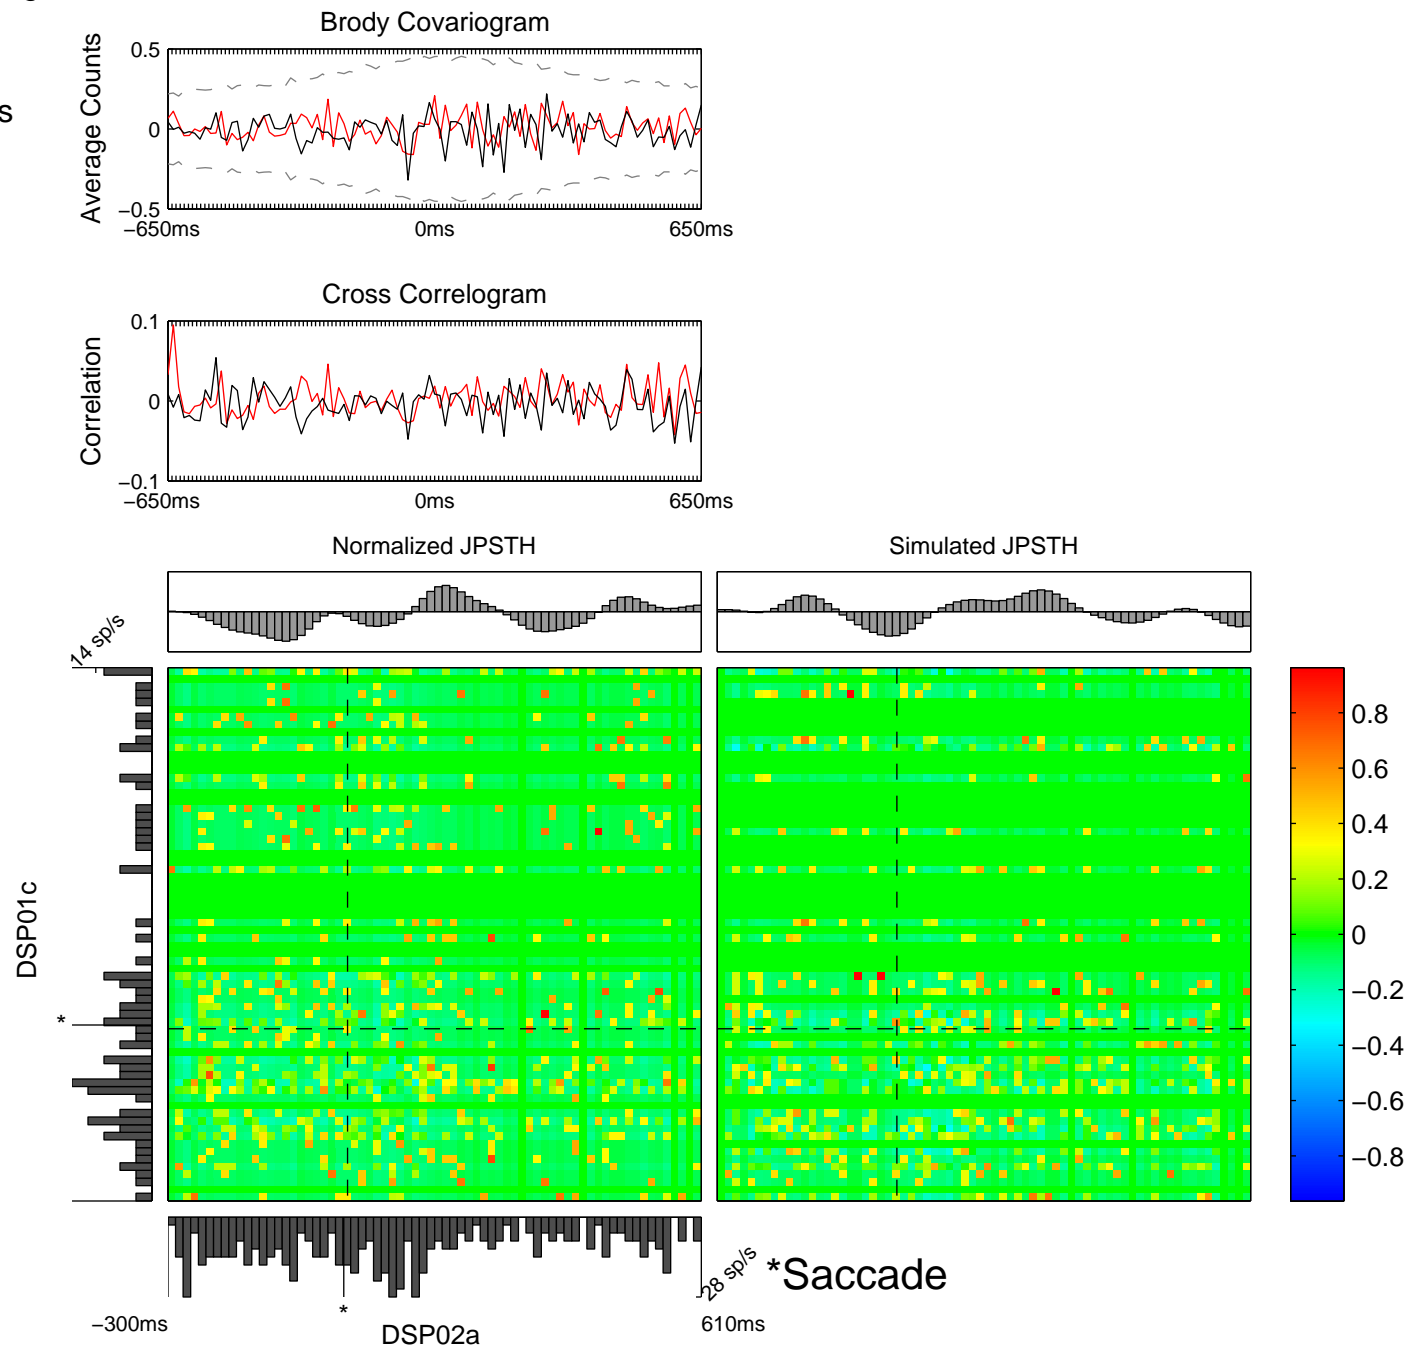 Brody Covariogram
s
Average Counts
0.5
0
−0.5
−650ms
0ms
650ms
Cross Correlogram
Correlation
0.1
0
−0.1
−650ms
0ms
650ms
Normalized JPSTH
Simulated JPSTH
14 sp/s
DSP01c
*
0.8
0.6
0.4
0.2
0
−0.2
−0.4
−0.6
−0.8
28 sp/s
*Saccade
*
−300ms
DSP02a
610ms